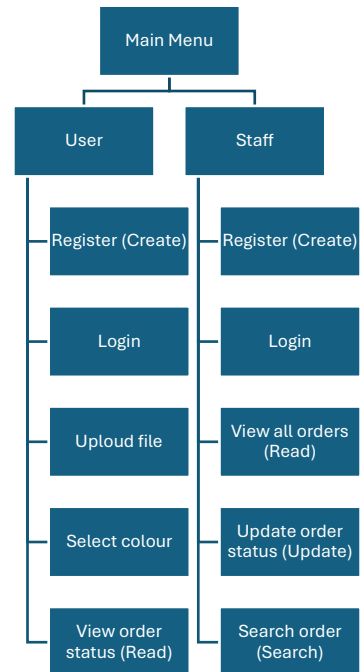 Main Menu
User
Staff
Register (Create)
Register (Create)
Login
Login
Uploud file
View all orders
(Read)
Select colour
Update order
status (Update)
View order
status (Read)
Search order
(Search)